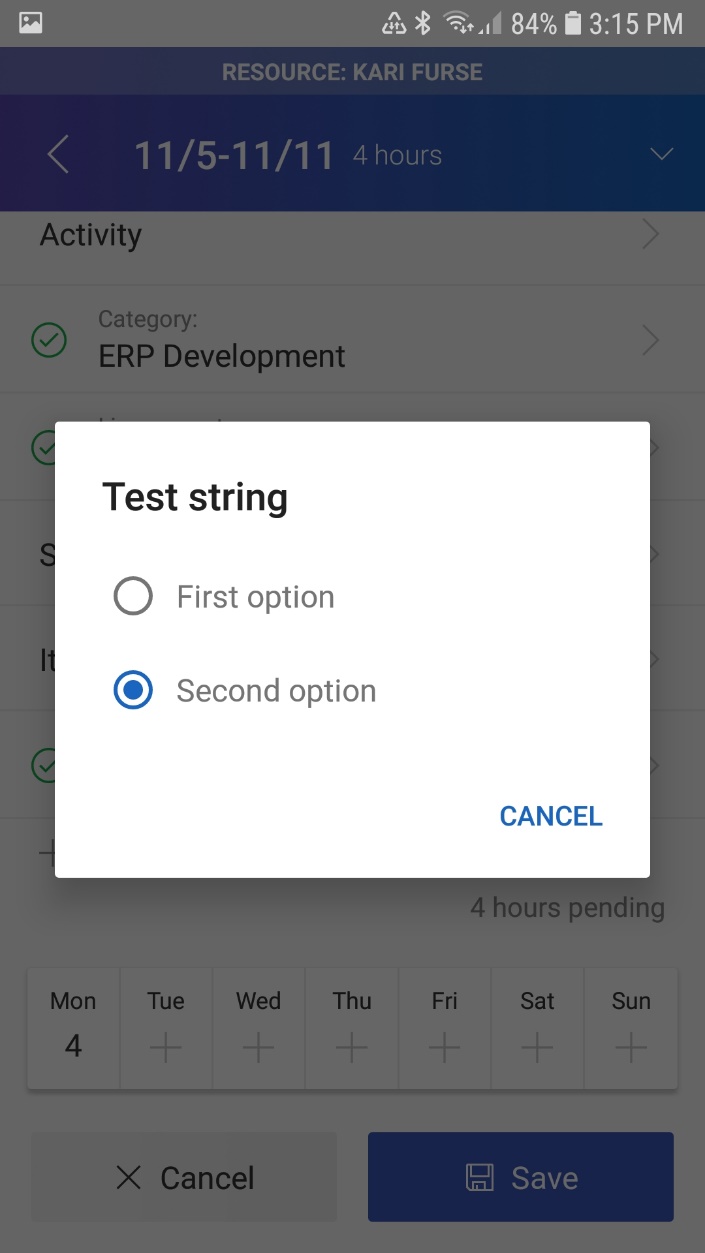 84% 3:15 PM
RESOURCE: KARI FURSE
11/5-11/11 4 hours
Activity
Category:
ERP Development
Test string
First option
Second option
CANCEL
4 hours pending
Mon Tue Wed Thu Fri Sat Sun
4
Cancel Save